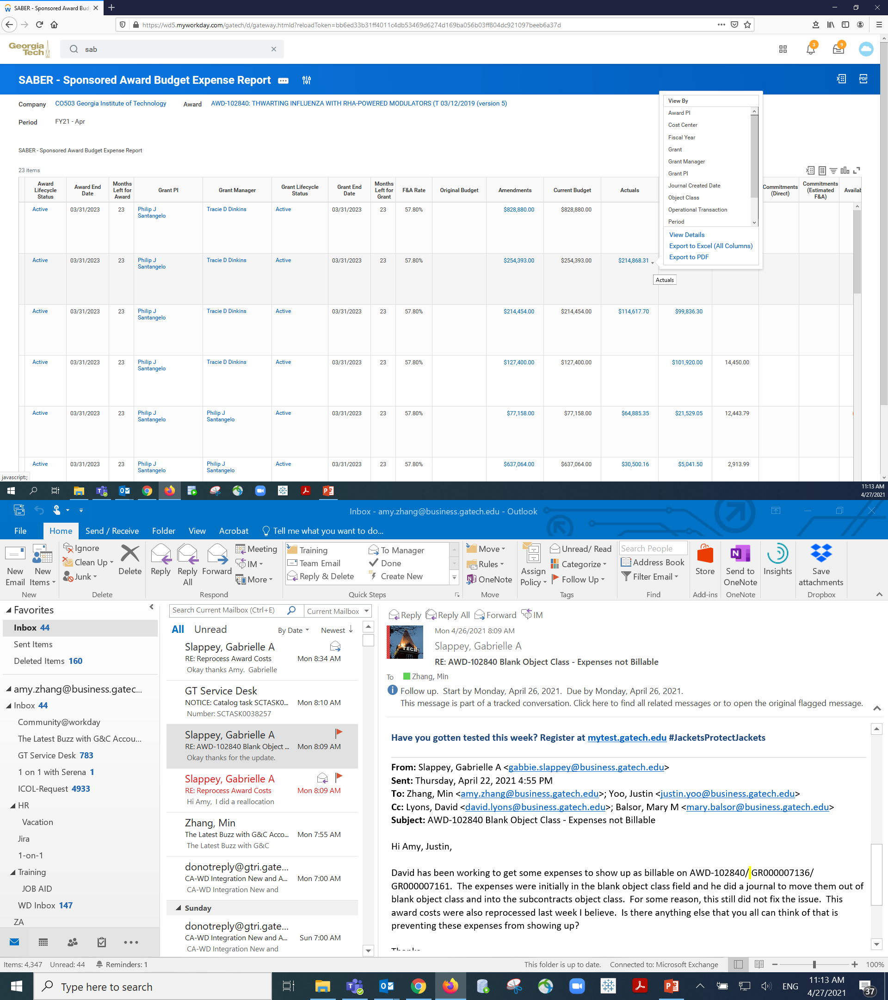 SABER - Sponsored Award Bud
https://wd5.myworkday.com/gatech/d/gateway.htmld?reloadToken=bb6ed33b31ff4011c4db53469d6274d169ba056b03ff804dc921097beeb6a37d
Georgia Tech
sab
3
9
SABER - Sponsored Award Budget Expense Report
PDF
Company CO503 Georgia Institute of Technology Award AWD-102840: THWARTING INFLUENZA WITH RHA-POWERED MODULATORS (T 03/12/2019 (version 5)
Period FY21 - Apr
SABER - Sponsored Award Budget Expense Report
23 items
Award Lifecycle Status Award End Date Months Left for Award Grant PI Grant Manager Grant Lifecycle Status Grant End Date Months Left for Grant F&A Rate Original Budget Amendments Current Budget Actuals Commitments (Direct) Commitments (Estimated F&A) Availab
Active 03/31/2023 23 Philip J Santangelo Tracie D Dinkins Active 03/31/2023 23 57.80% $828,880.00 $828,880.00
Active 03/31/2023 23 Philip J Santangelo Tracie D Dinkins Active 03/31/2023 23 57.80% $254,393.00 $254,393.00 $214,868.31
Active 03/31/2023 23 Philip J Santangelo Tracie D Dinkins Active 03/31/2023 23 57.80% $214,454.00 $214,454.00 $114,617.70 $99,836.30
Active 03/31/2023 23 Philip J Santangelo Tracie D Dinkins Active 03/31/2023 23 57.80% $127,400.00 $127,400.00 $101,920.00 14,450.00
Active 03/31/2023 23 Philip J Santangelo Philip J Santangelo Active 03/31/2023 23 57.80% $77,158.00 $77,158.00 $64,885.35 $21,529.05 12,443.79
Active 03/31/2023 23 Philip J Santangelo Philip J Santangelo Active 03/31/2023 23 57.80% $637,064.00 $637,064.00 $30,500.16 $5,041.50 2,913.99
View By
Award PI
Cost Center
Fiscal Year
Grant
Grant Manager
Grant PI
Journal Created Date
Object Class
Operational Transaction
Period
View Details
Export to Excel (All Columns)
Export to PDF
Actuals
javascript:;
11:13 AM
4/27/2021
Inbox - amy.zhang@business.gatech.edu - Outlook
File Home Send / Receive Folder View Acrobat Tell me what you want to do...
New Email
New Items
New
Ignore
Clean Up
Junk
Delete
Delete
Reply
Reply All
Forward
Meeting
IM
More
Respond
Training
Team Email
Reply & Delete
To Manager
Done
Create New
Quick Steps
Move
Rules
OneNote
Move
Assign Policy
Unread/ Read
Categorize
Follow Up
Tags
Search People
Address Book
Filter Email
Find
Store
Add-ins
Send to OneNote
OneNote
Insights
Save attachments
Dropbox
Favorites
Inbox 44
Sent Items
Deleted Items 160
amy.zhang@business.gatec...
Inbox 44
Community@workday
The Latest Buzz with G&C Accou...
GT Service Desk 783
1 on 1 with Serena 1
ICOL-Request 4933
HR
Vacation
Jira
1-on-1
Training
JOB AID
WD Inbox 147
ZA
Search Current Mailbox (Ctrl+E) Current Mailbox
All Unread By Date Newest
Slappey, Gabrielle A
RE: Reprocess Award Costs Mon 8:34 AM
Okay thanks Amy. Gabrielle
GT Service Desk
NOTICE: Catalog task SCTASK0... Mon 8:10 AM
Number: SCTASK0038257
Slappey, Gabrielle A
RE: AWD-102840 Blank Object ... Mon 8:09 AM
Okay thanks for the update.
Slappey, Gabrielle A
RE: Reprocess Award Costs Mon 8:09 AM
Hi Amy, I did a reallocation
Zhang, Min
The Latest Buzz with G&C Acco... Mon 7:55 AM
The Latest Buzz with G&C
donotreply@gtri.gate...
CA-WD Integration New and A... Mon 7:00 AM
CA-WD Integration New and
Sunday
donotreply@gtri.gate...
CA-WD Integration New and A... Sun 7:00 AM
CA-WD Integration New and
Reply Reply All Forward IM
Mon 4/26/2021 8:09 AM
TECH
Slappey, Gabrielle A
RE: AWD-102840 Blank Object Class - Expenses not Billable
To Zhang, Min
Follow up. Start by Monday, April 26, 2021. Due by Monday, April 26, 2021.
This message is part of a tracked conversation. Click here to find all related messages or to open the original flagged message.
Have you gotten tested this week? Register at mytest.gatech.edu #JacketsProtectJackets
From: Slappey, Gabrielle A <gabbie.slappey@business.gatech.edu>
Sent: Thursday, April 22, 2021 4:55 PM
To: Zhang, Min <amy.zhang@business.gatech.edu>; Yoo, Justin <justin.yoo@business.gatech.edu>
Cc: Lyons, David <david.lyons@business.gatech.edu>; Balsor, Mary M <mary.balsor@business.gatech.edu>
Subject: AWD-102840 Blank Object Class - Expenses not Billable
Hi Amy, Justin,
David has been working to get some expenses to show up as billable on AWD-102840/ GR000007136/
GR000007161. The expenses were initially in the blank object class field and he did a journal to move them out of
blank object class and into the subcontracts object class. For some reason, this still did not fix the issue. This
award costs were also reprocessed last week I believe. Is there anything else that you all can think of that is
preventing these expenses from showing up?
Items: 4,347 Unread: 44 Reminders: 1 This folder is up to date. Connected to: Microsoft Exchange 100%
Type here to search
ENG
11:13 AM
4/27/2021
37